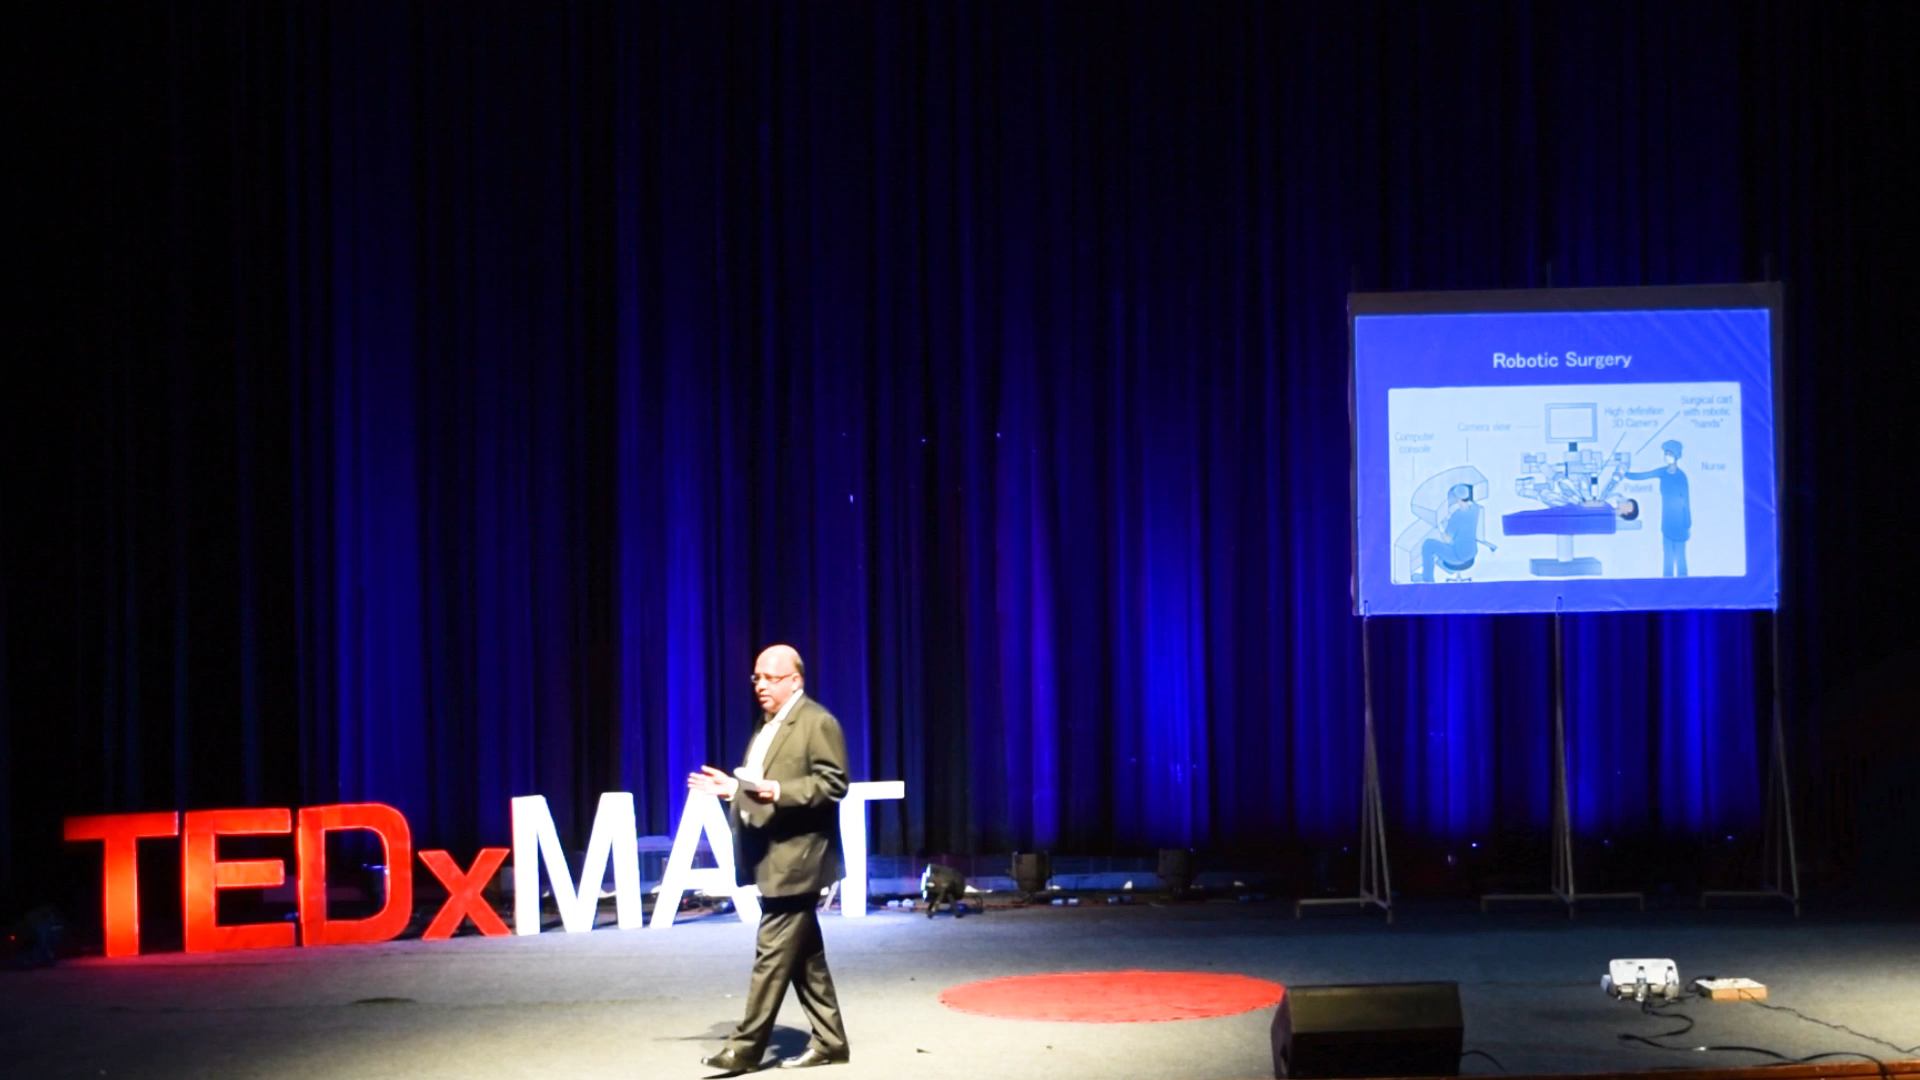 TEDxMA T
Robotic Surgery
Surgical cart
with robotic
"hands"
High-definition
3D Camera
Camera view
Computer
console
Nurse
Patient